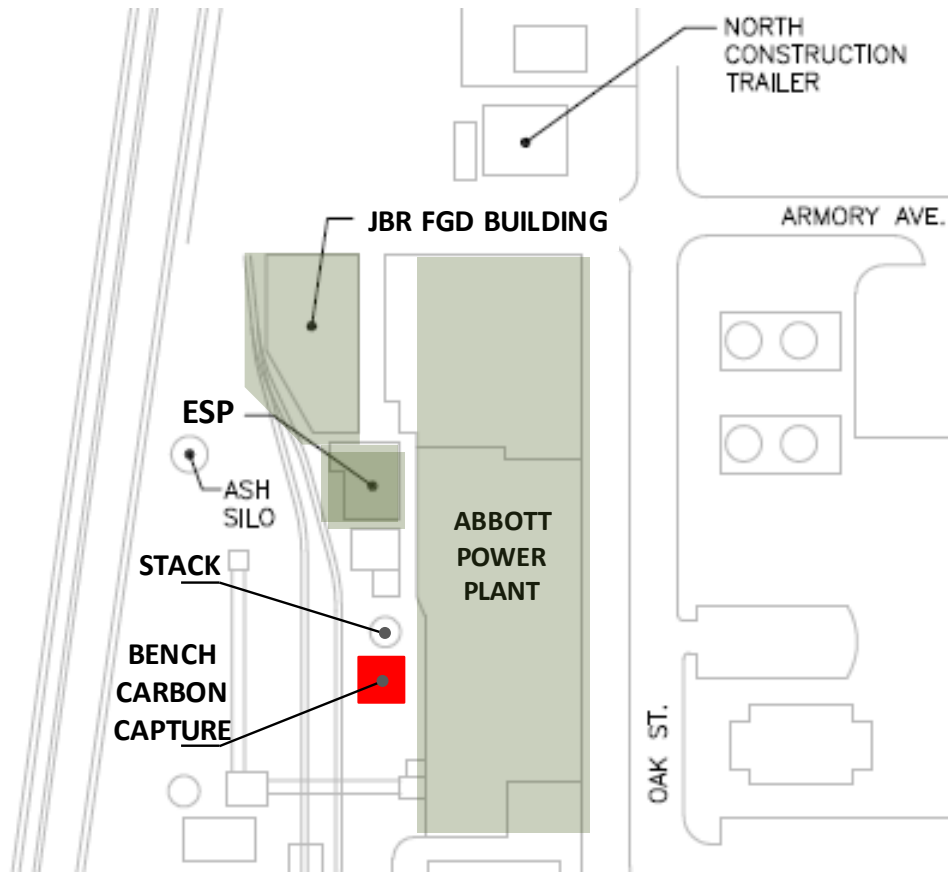 NORTH
CONSTRUCTION
TRAILER
ARMORY AVE.
JBR FGD BUILDING
ESP
ASH
SILO
ABBOTT
POWER
PLANT
STACK
BENCH
CARBON
CAPTURE
OAK ST.